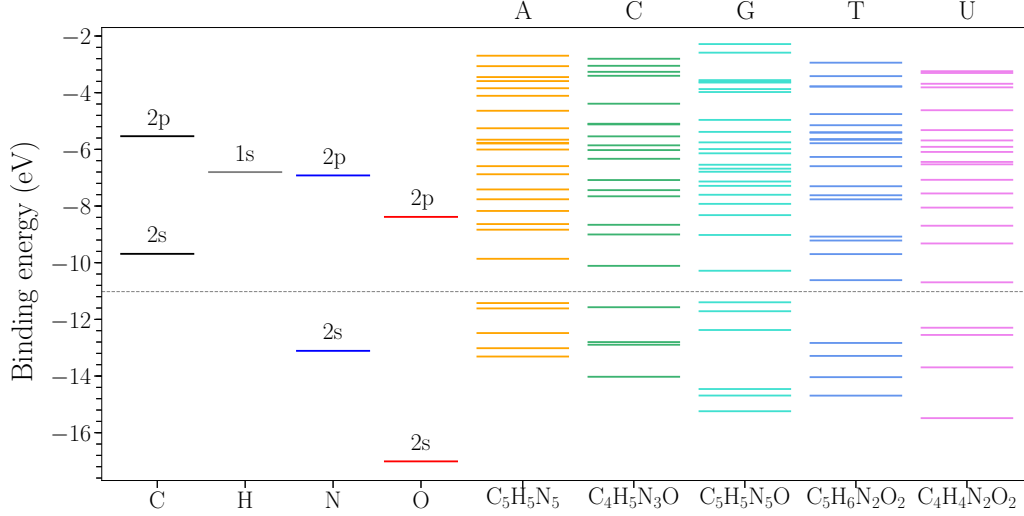 A C G T U
−2
−4
−6
−8
−10
−12
−14
−16
Binding energy (eV)
2p
2s
1s
2p
2s
2p
2s
C H N O C₅H₅N₅ C₄H₅N₃O C₅H₅N₅O C₅H₆N₂O₂ C₄H₄N₂O₂